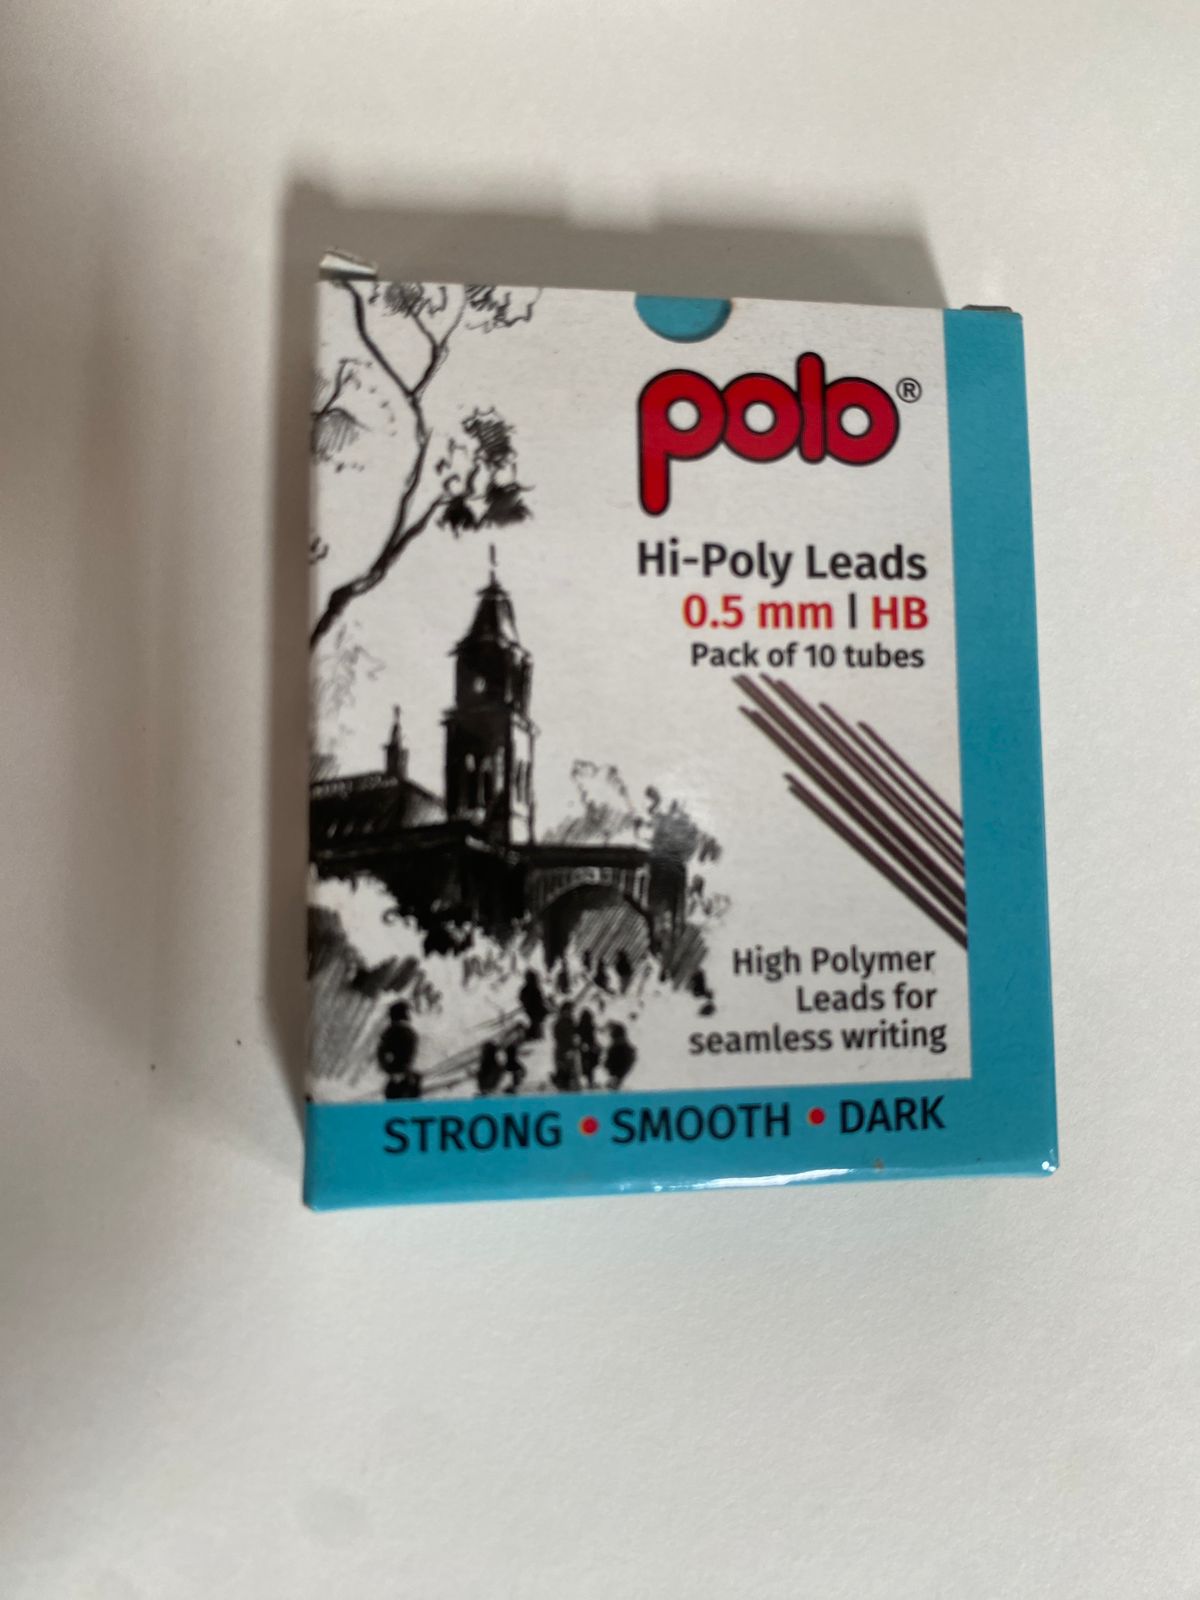 polo®
Hi-Poly Leads
0.5 mm | HB
Pack of 10 tubes
High Polymer
Leads for
seamless writing
STRONG • SMOOTH • DARK